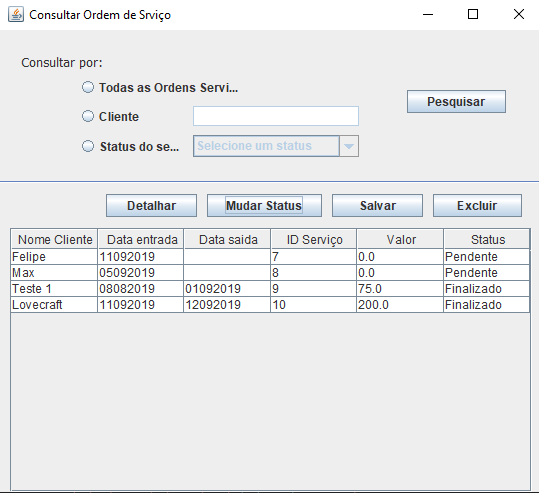 Consultar Ordem de Srviço
Consultar por:
Todas as Ordens Servi...
Cliente
Pesquisar
Status do se... Selecione um status
Detalhar Mudar Status Salvar Excluir
Nome Cliente Data entrada Data saida ID Serviço Valor Status
Felipe 11092019 7 0.0 Pendente
Max 05092019 8 0.0 Pendente
Teste 1 08082019 01092019 9 75.0 Finalizado
Lovecraft 11092019 12092019 10 200.0 Finalizado